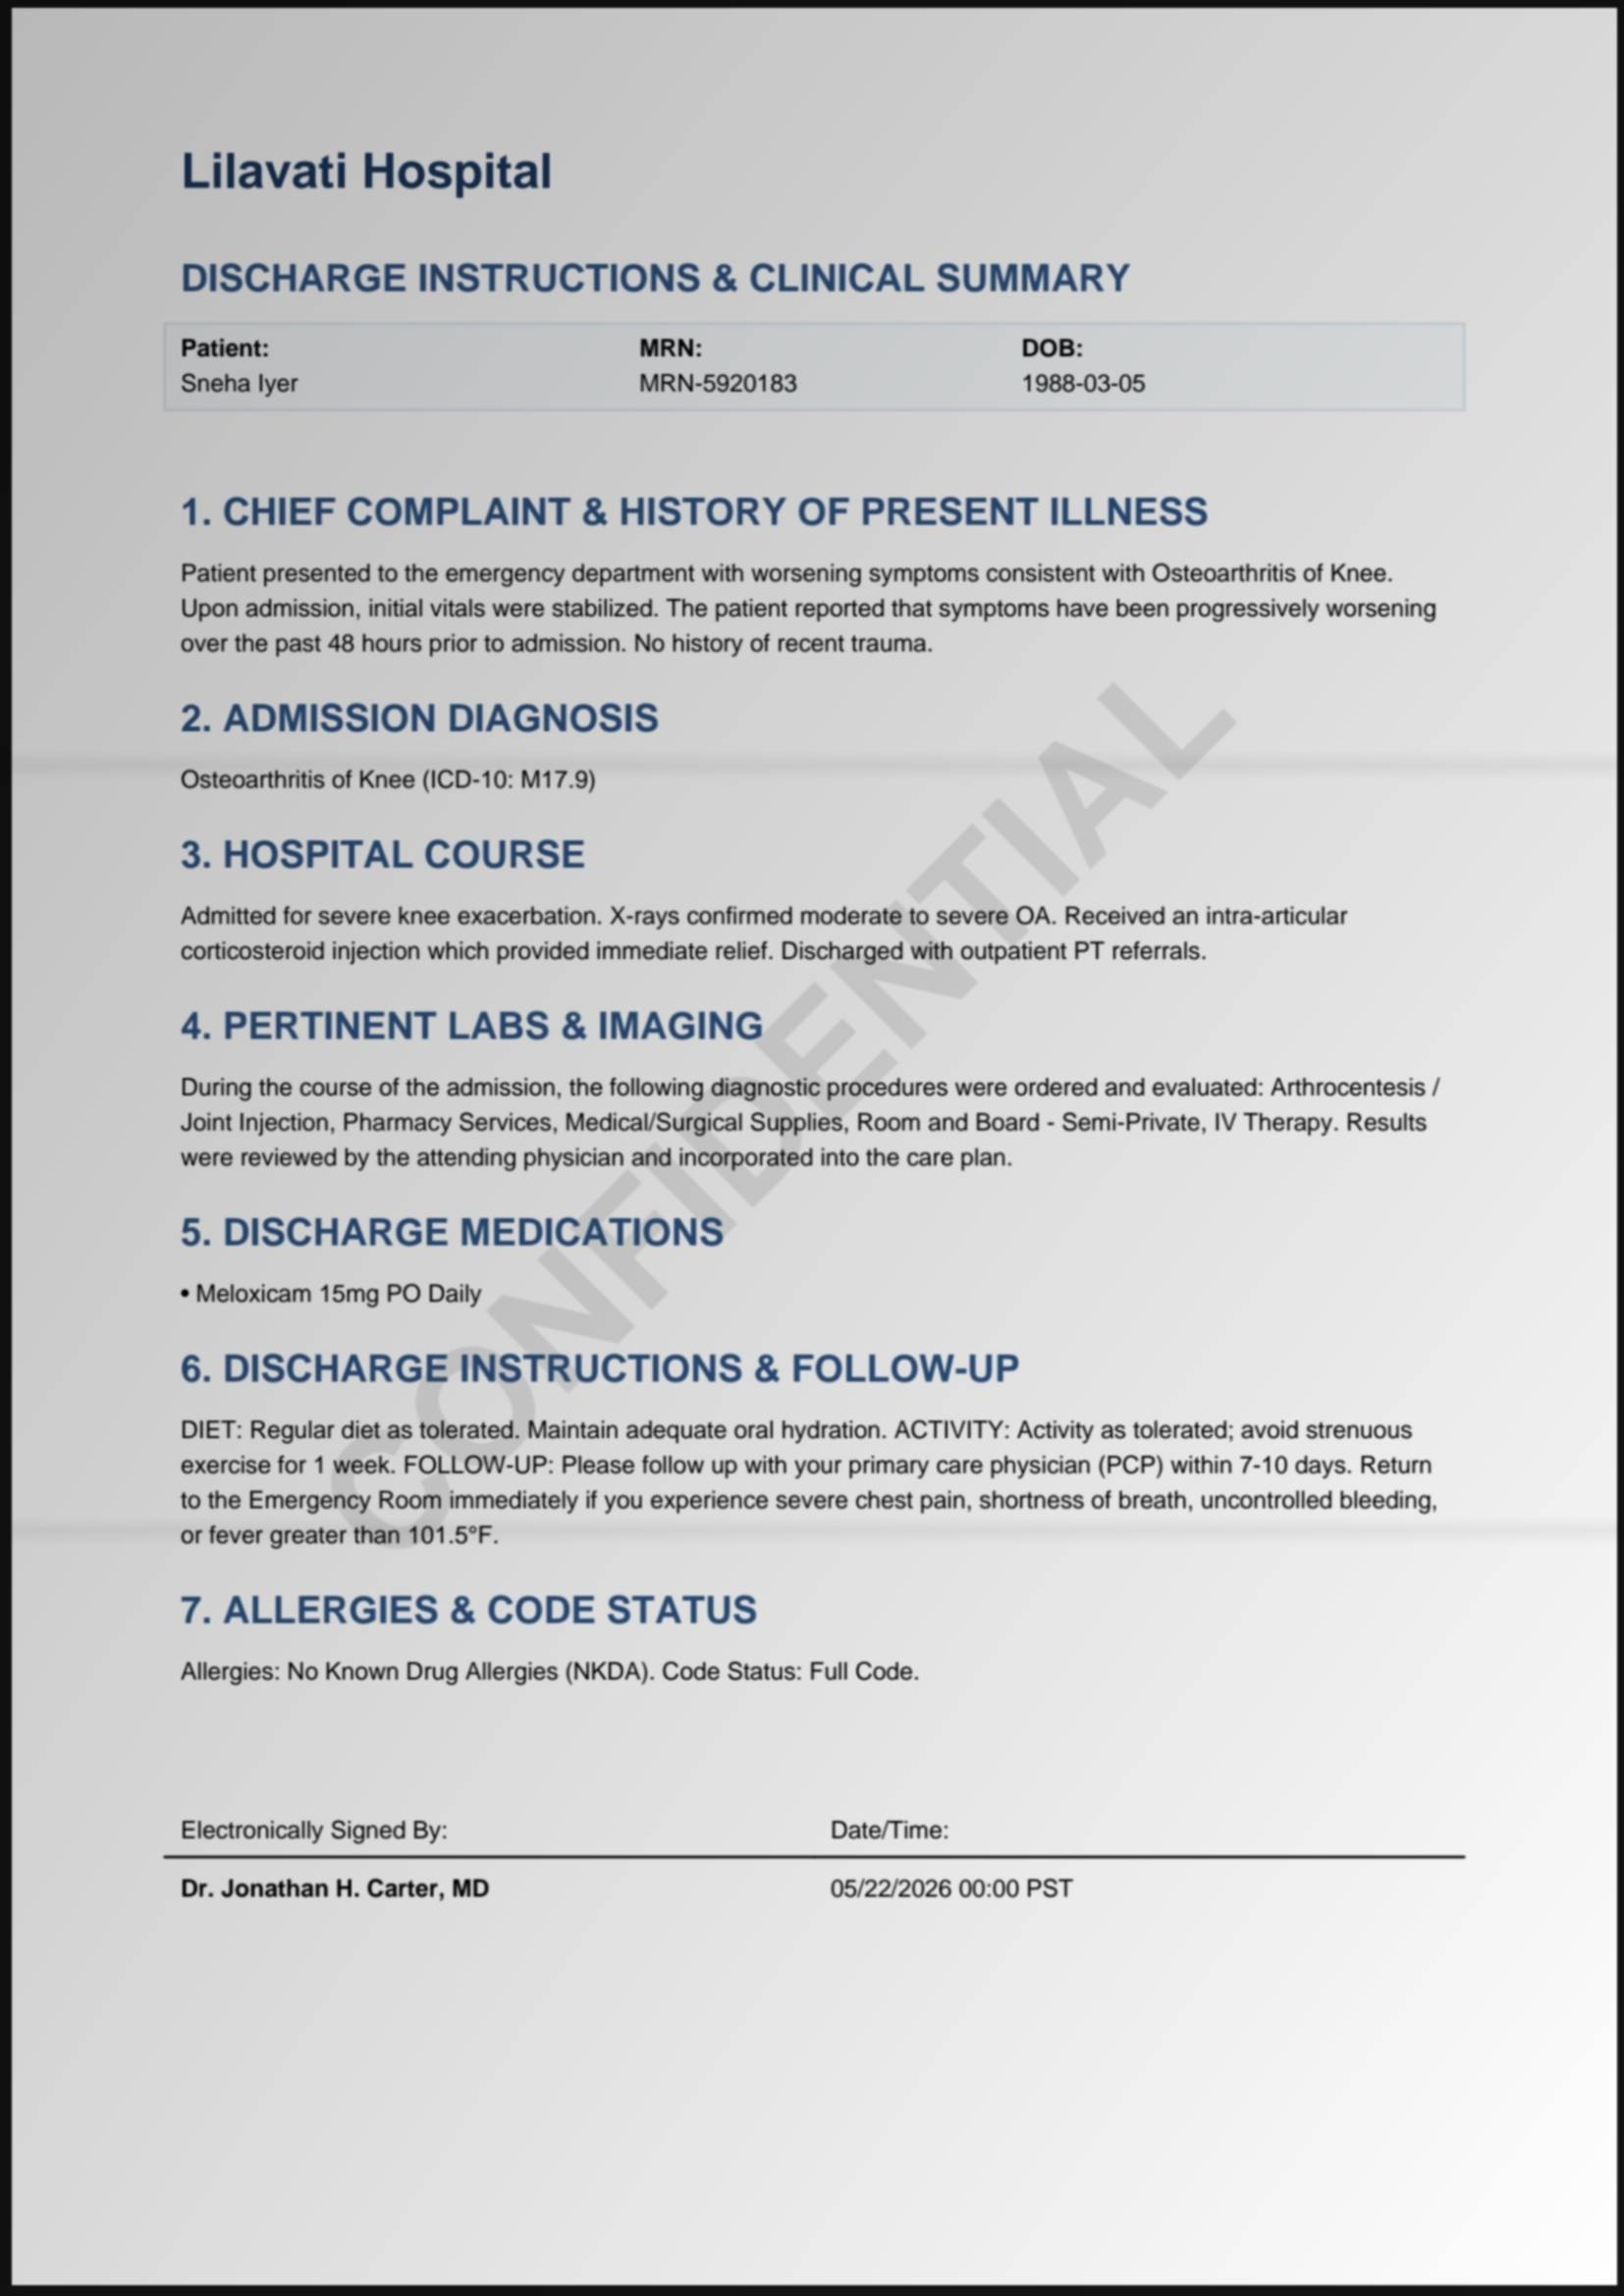 Lilavati Hospital
DISCHARGE INSTRUCTIONS & CLINICAL SUMMARY
Patient: MRN: DOB:
Sneha Iyer MRN-5920183 1988-03-05
1. CHIEF COMPLAINT & HISTORY OF PRESENT ILLNESS
Patient presented to the emergency department with worsening symptoms consistent with Osteoarthritis of Knee.
Upon admission, initial vitals were stabilized. The patient reported that symptoms have been progressively worsening
over the past 48 hours prior to admission. No history of recent trauma.
2. ADMISSION DIAGNOSIS
Osteoarthritis of Knee (ICD-10: M17.9)
3. HOSPITAL COURSE
Admitted for severe knee exacerbation. X-rays confirmed moderate to severe OA. Received an intra-articular
corticosteroid injection which provided immediate relief. Discharged with outpatient PT referrals.
4. PERTINENT LABS & IMAGING
During the course of the admission, the following diagnostic procedures were ordered and evaluated: Arthrocentesis /
Joint Injection, Pharmacy Services, Medical/Surgical Supplies, Room and Board - Semi-Private, IV Therapy. Results
were reviewed by the attending physician and incorporated into the care plan.
5. DISCHARGE MEDICATIONS
• Meloxicam 15mg PO Daily
6. DISCHARGE INSTRUCTIONS & FOLLOW-UP
DIET: Regular diet as tolerated. Maintain adequate oral hydration. ACTIVITY: Activity as tolerated; avoid strenuous
exercise for 1 week. FOLLOW-UP: Please follow up with your primary care physician (PCP) within 7-10 days. Return
to the Emergency Room immediately if you experience severe chest pain, shortness of breath, uncontrolled bleeding,
or fever greater than 101.5°F.
7. ALLERGIES & CODE STATUS
Allergies: No Known Drug Allergies (NKDA). Code Status: Full Code.
Electronically Signed By: Date/Time:
Dr. Jonathan H. Carter, MD 05/22/2026 00:00 PST
CONFIDENTIAL